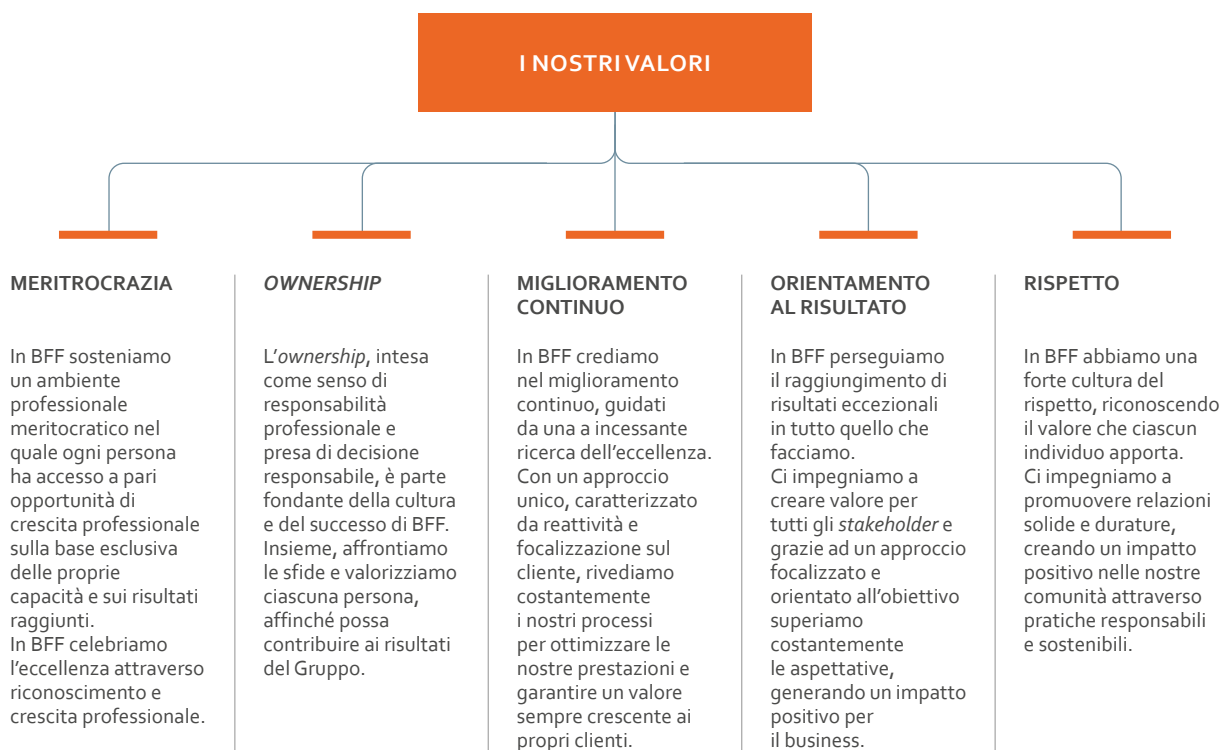 I NOSTRI VALORI
MERITROCRAZIA
In BFF sosteniamo
un ambiente
professionale
meritocratico nel
quale ogni persona
ha accesso a pari
opportunità di
crescita professionale
sulla base esclusiva
delle proprie
capacità e sui risultati
raggiunti.
In BFF celebriamo
l'eccellenza attraverso
riconoscimento e
crescita professionale.
OWNERSHIP
L'ownership, intesa
come senso di
responsabilità
professionale e
presa di decisione
responsabile, è parte
fondante della cultura
e del successo di BFF.
Insieme, affrontiamo
le sfide e valorizziamo
ciascuna persona,
affinché possa
contribuire ai risultati
del Gruppo.
MIGLIORAMENTO
CONTINUO
In BFF crediamo
nel miglioramento
continuo, guidati
da una a incessante
ricerca dell'eccellenza.
Con un approccio
unico, caratterizzato
da reattività e
focalizzazione sul
cliente, rivediamo
costantemente
i nostri processi
per ottimizzare le
nostre prestazioni e
garantire un valore
sempre crescente ai
propri clienti.
ORIENTAMENTO
AL RISULTATO
In BFF perseguiamo
il raggiungimento di
risultati eccezionali
in tutto quello che
facciamo.
Ci impegniamo a
creare valore per
tutti gli stakeholder e
grazie ad un approccio
focalizzato e
orientato all'obiettivo
superiamo
costantemente
le aspettative,
generando un impatto
positivo per
il business.
RISPETTO
In BFF abbiamo una
forte cultura del
rispetto, riconoscendo
il valore che ciascun
individuo apporta.
Ci impegniamo a
promuovere relazioni
solide e durature,
creando un impatto
positivo nelle nostre
comunità attraverso
pratiche responsabili
e sostenibili.